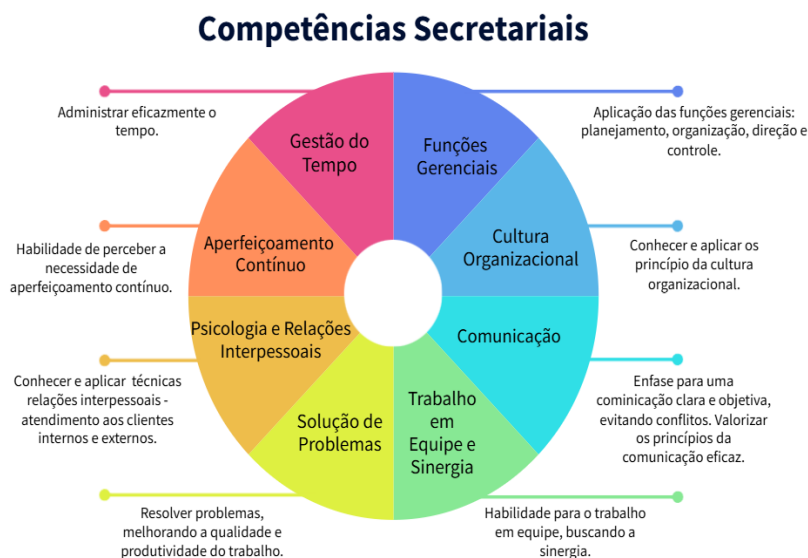 Competências Secretariais
Administrar eficazmente o
tempo.
Gestão do
Tempo
Funções
Gerenciais
Aplicação das funções gerenciais:
planejamento, organização, direção e
controle.
Habilidade de perceber a
necessidade de
aperfeiçoamento contínuo.
Aperfeiçoamento
Contínuo
Cultura
Organizacional
Conhecer e aplicar os
princípio da cultura
organizacional.
Conhecer e aplicar técnicas
relações interpessoais -
atendimento aos clientes
internos e externos.
Psicologia e Relações
Interpessoais
Comunicação
Enfase para uma
cominicação clara e objetiva,
evitando conflitos. Valorizar
os princípios da
comunicação eficaz.
Resolver problemas,
melhorando a qualidade e
produtividade do trabalho.
Solução de
Problemas
Trabalho
em
Equipe e
Sinergia
Habilidade para o trabalho
em equipe, buscando a
sinergia.